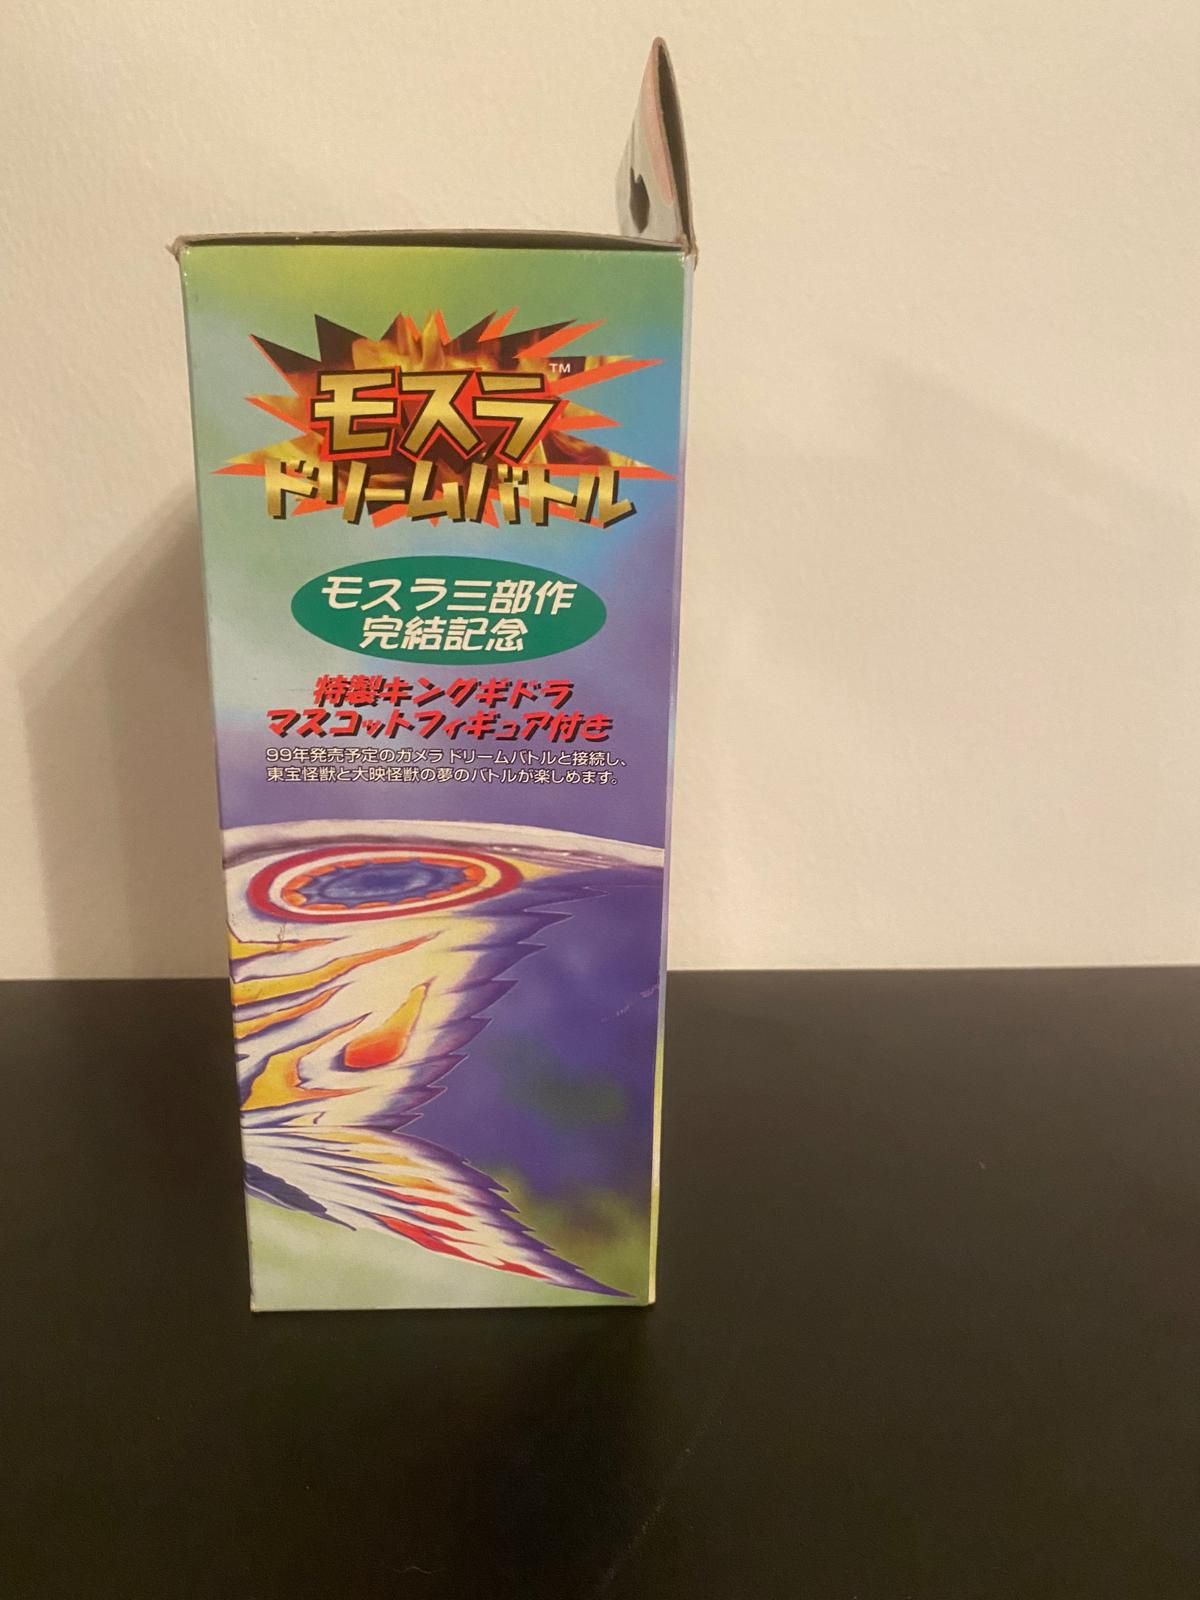 モスラ™
ドリームバトル
モスラ三部作
完結記念
特製キングギドラ
マスコットフィギュア付き
99年発売予定のガメラ ドリームバトルと接続し、
東宝怪獣と大映怪獣の夢のバトルが楽しめます。